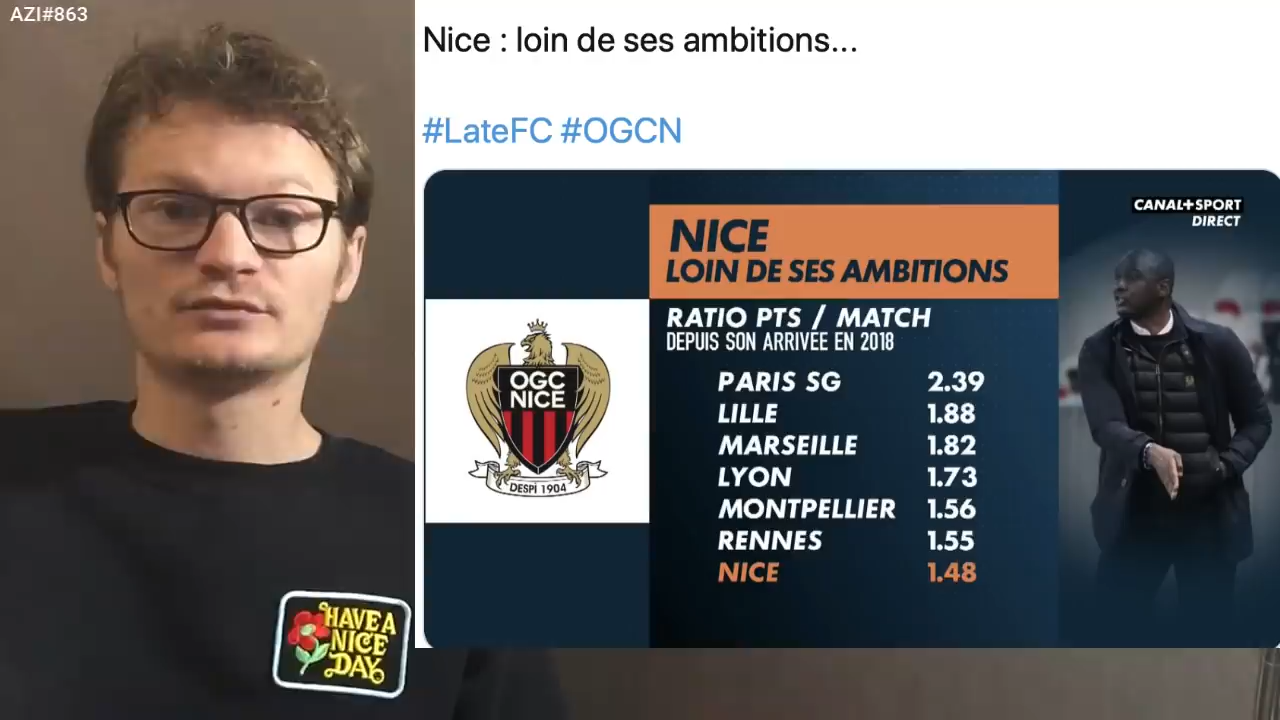 AZI#863
Nice : loin de ses ambitions...
#LateFC #OGCN
CANAL+SPORT
DIRECT
NICE
LOIN DE SES AMBITIONS
RATIO PTS / MATCH
DEPUIS SON ARRIVÉE EN 2018
PARIS SG 2.39
LILLE 1.88
MARSEILLE 1.82
LYON 1.73
MONTPELLIER 1.56
RENNES 1.55
NICE 1.48
OGC
NICE
DESPI 1904
HAVE A
NICE
DAY